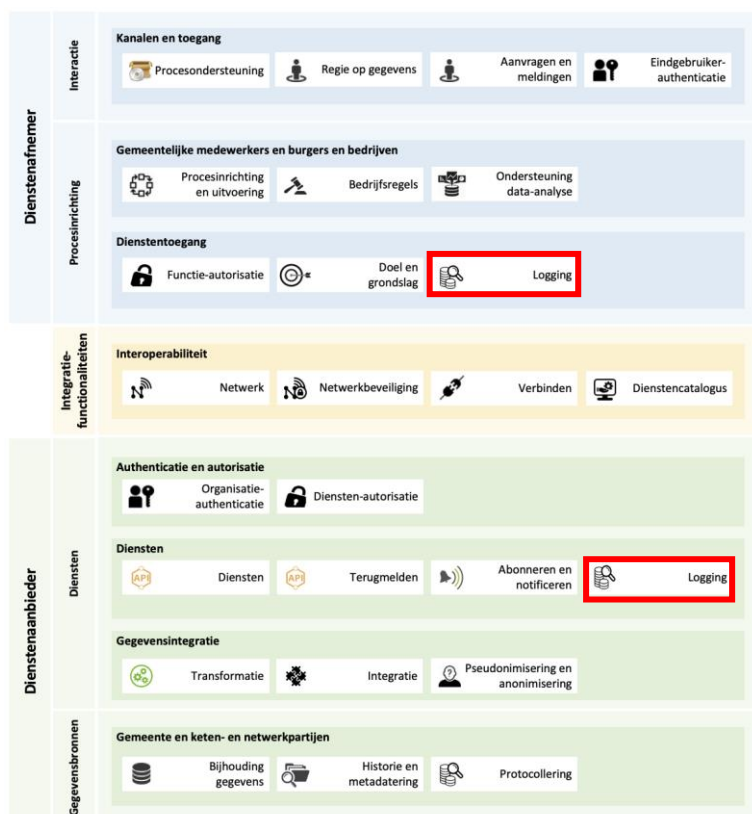 Dienstenafnemer
Interactie
Kanalen en toegang
Procesondersteuning
Regie op gegevens
Aanvragen en
meldingen
Eindgebruiker-
authenticatie
Procesinrichting
Gemeentelijke medewerkers en burgers en bedrijven
Procesinrichting
en uitvoering
Bedrijfsregels
Ondersteuning
data-analyse
Dienstentoegang
Functie-autorisatie
Doel en
grondslag
Logging
Integratie-
functionaliteiten
Interoperabiliteit
Netwerk
Netwerkbeveiliging
Verbinden
Dienstencatalogus
Dienstenaanbieder
Diensten
Authenticatie en autorisatie
Organisatie-
authenticatie
Diensten-autorisatie
Diensten
API
Diensten
API
Terugmelden
Abonneren en
notificeren
Logging
Gegevensintegratie
Transformatie
Integratie
Pseudonimisering en
anonimisering
Gegevensbronnen
Gemeente en keten- en netwerkpartijen
Bijhouding
gegevens
Historie en
metadatering
Protocollering